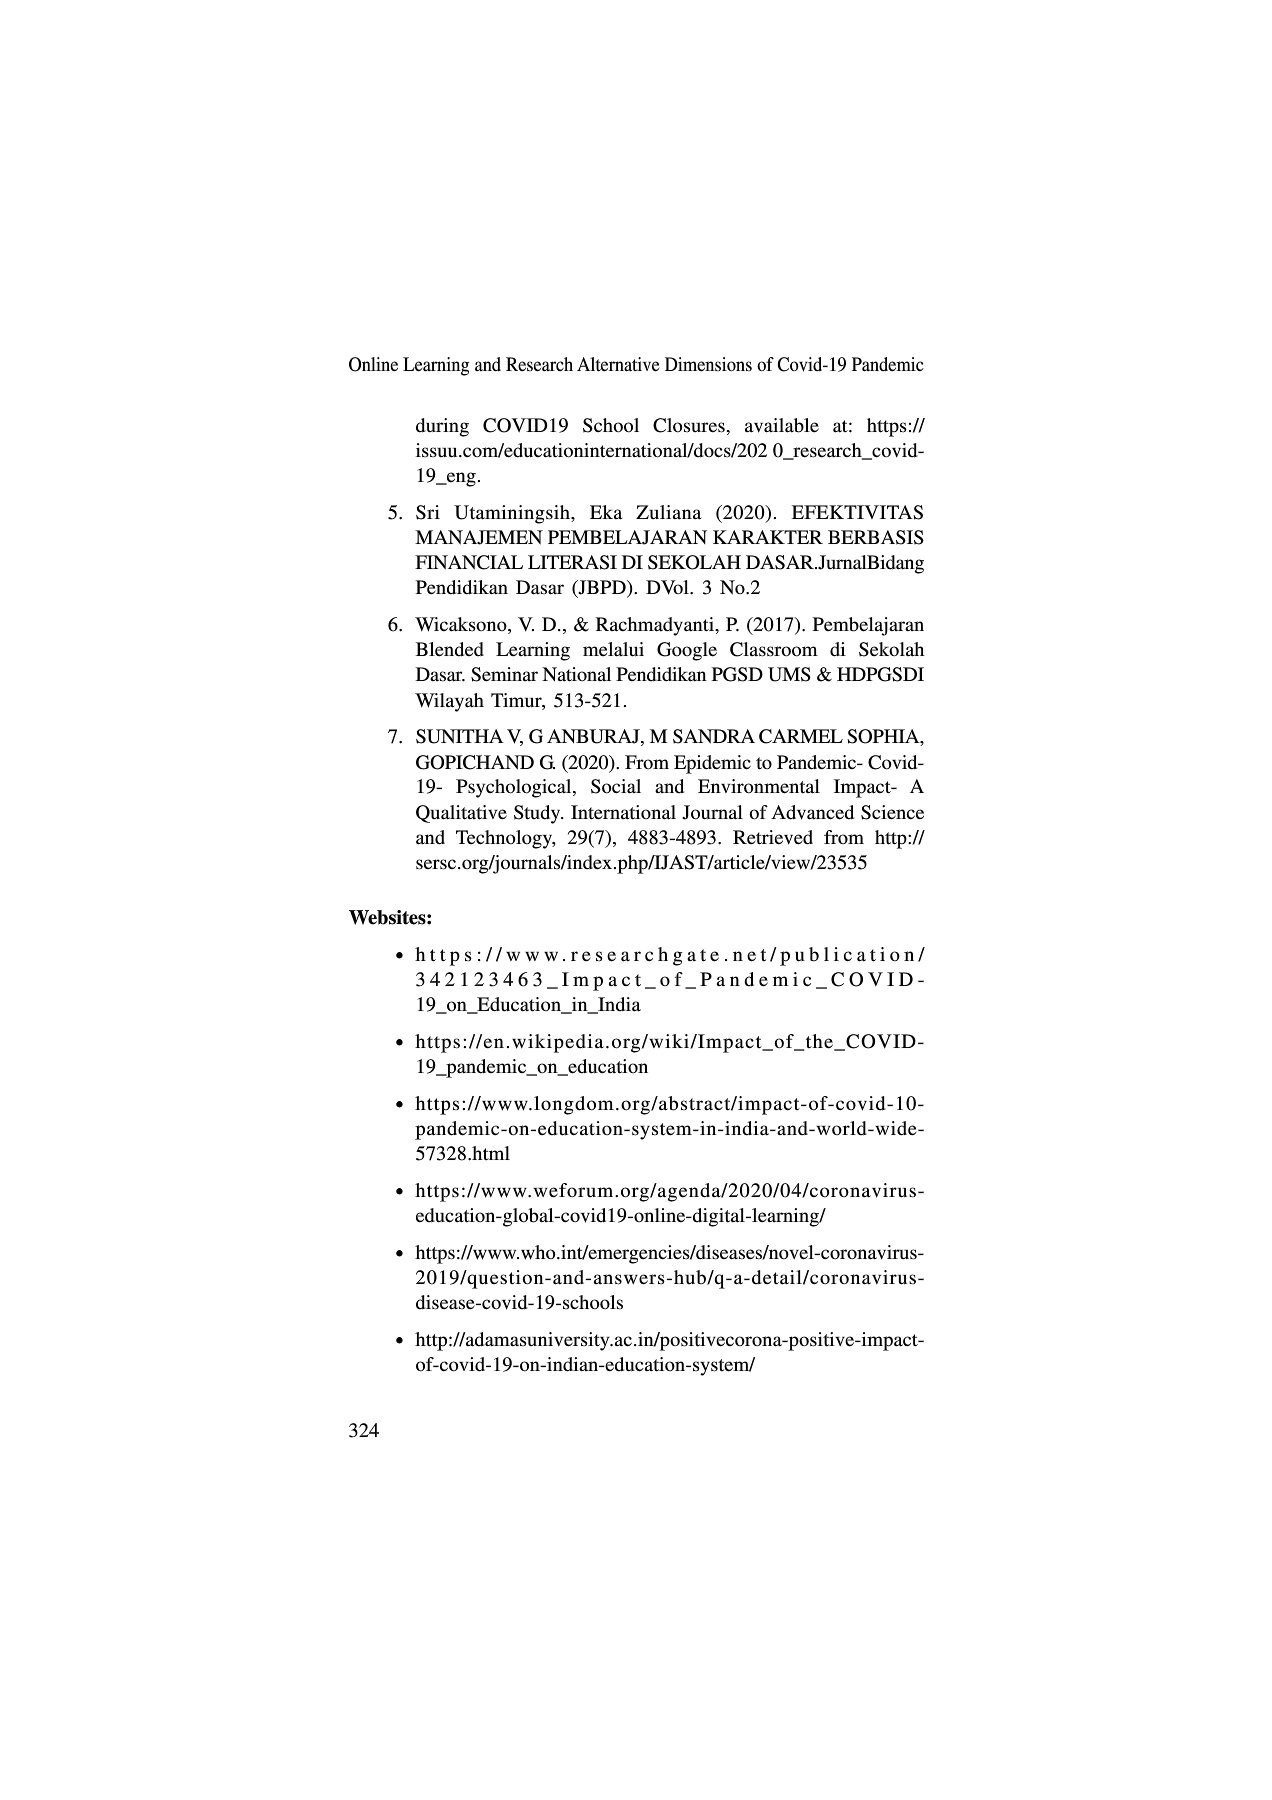 Online Learning and Research Alternative Dimensions of Covid-19 Pandemic
during COVID19 School Closures, available at: https://
issuu.com/educationinternational/docs/202 0_research_covid-
19_eng.
5. Sri Utaminingsih, Eka Zuliana (2020). EFEKTIVITAS
MANAJEMEN PEMBELAJARAN KARAKTER BERBASIS
FINANCIAL LITERASI DI SEKOLAH DASAR.JurnalBidang
Pendidikan Dasar (JBPD). DVol. 3 No.2
6. Wicaksono, V. D., & Rachmadyanti, P. (2017). Pembelajaran
Blended Learning melalui Google Classroom di Sekolah
Dasar. Seminar National Pendidikan PGSD UMS & HDPGSDI
Wilayah Timur, 513-521.
7. SUNITHA V, G ANBURAJ, M SANDRA CARMEL SOPHIA,
GOPICHAND G. (2020). From Epidemic to Pandemic- Covid-
19- Psychological, Social and Environmental Impact- A
Qualitative Study. International Journal of Advanced Science
and Technology, 29(7), 4883-4893. Retrieved from http://
sersc.org/journals/index.php/IJAST/article/view/23535
Websites:
• https://www.researchgate.net/publication/
342123463_Impact_of_Pandemic_COVID-
19_on_Education_in_India
• https://en.wikipedia.org/wiki/Impact_of_the_COVID-
19_pandemic_on_education
• https://www.longdom.org/abstract/impact-of-covid-10-
pandemic-on-education-system-in-india-and-world-wide-
57328.html
• https://www.weforum.org/agenda/2020/04/coronavirus-
education-global-covid19-online-digital-learning/
• https://www.who.int/emergencies/diseases/novel-coronavirus-
2019/question-and-answers-hub/q-a-detail/coronavirus-
disease-covid-19-schools
• http://adamasuniversity.ac.in/positivecorona-positive-impact-
of-covid-19-on-indian-education-system/
324